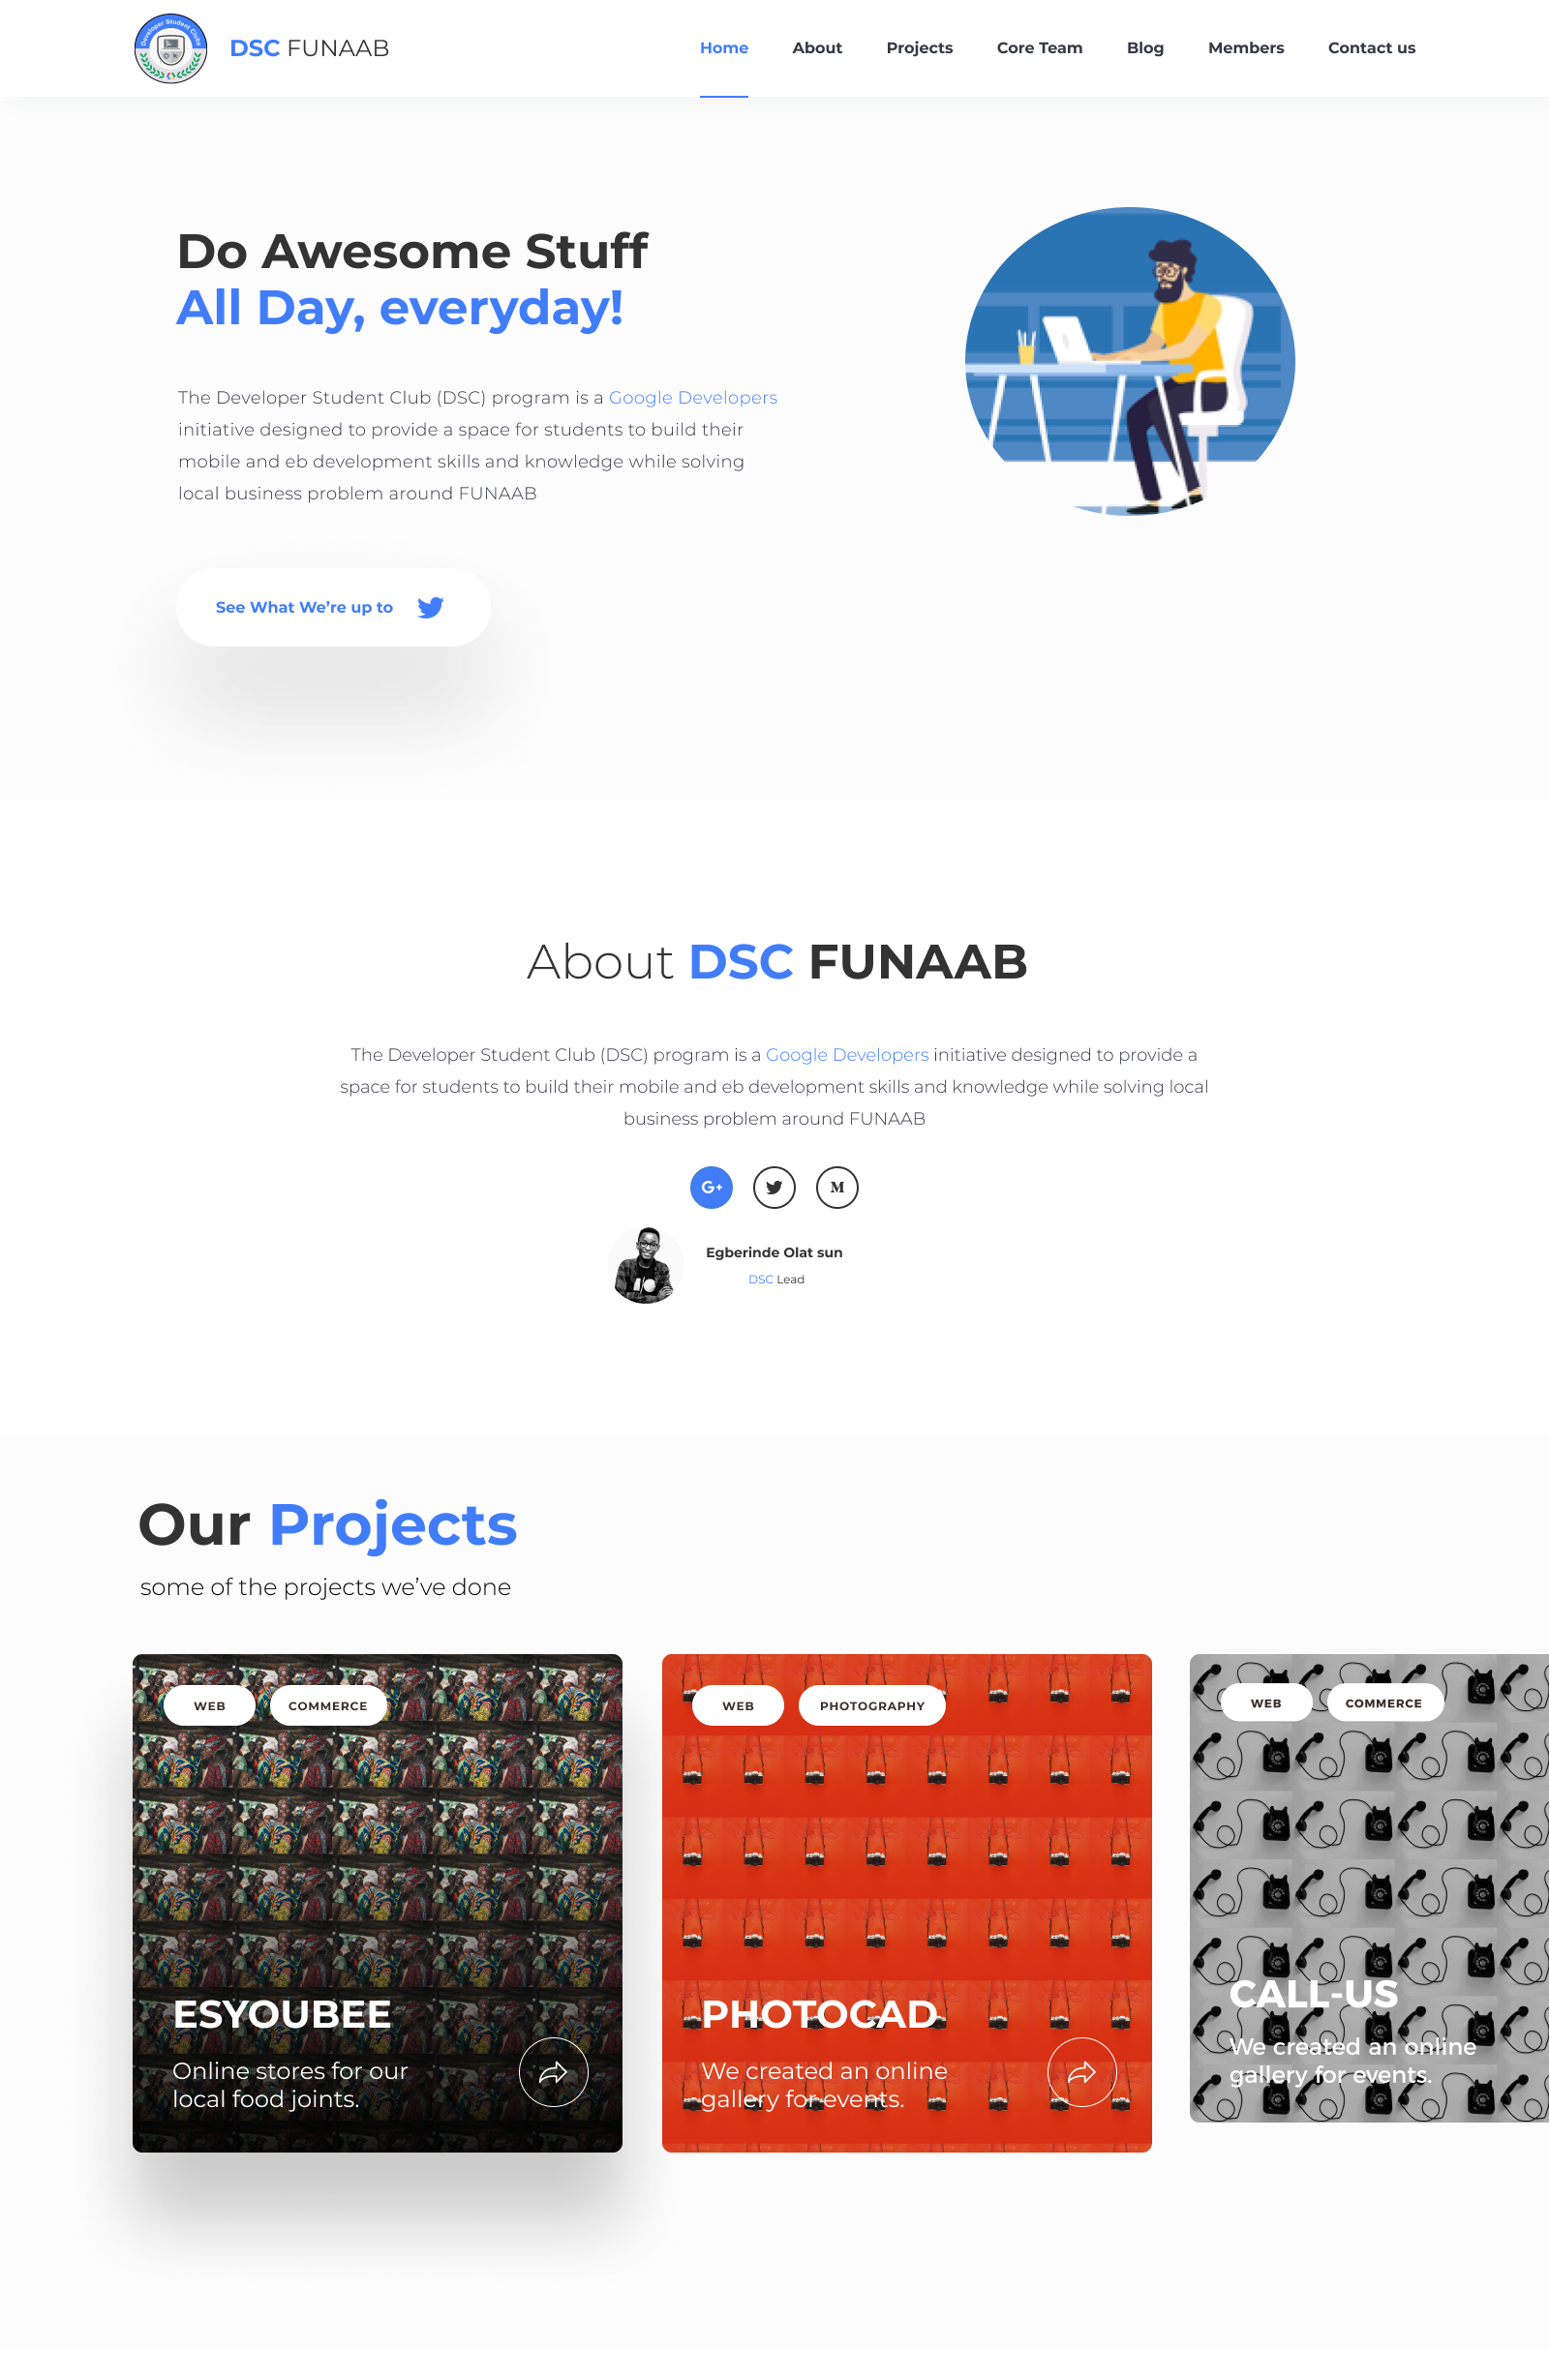 Developer Student Clubs
DSC FUNAAB
Home About Projects Core Team Blog Members Contact us
Do Awesome Stuff
All Day, everyday!
The Developer Student Club (DSC) program is a Google Developers
initiative designed to provide a space for students to build their
mobile and eb development skills and knowledge while solving
local business problem around FUNAAB
See What We’re up to
About DSC FUNAAB
The Developer Student Club (DSC) program is a Google Developers initiative designed to provide a
space for students to build their mobile and eb development skills and knowledge while solving local
business problem around FUNAAB
G+ M
Egberinde Olat sun
DSC Lead
Our Projects
some of the projects we’ve done
WEB COMMERCE
ESYOUBEE
Online stores for our
local food joints.
WEB PHOTOGRAPHY
PHOTOCAD
We created an online
gallery for events.
WEB COMMERCE
CALL-US
We created an online
gallery for events.